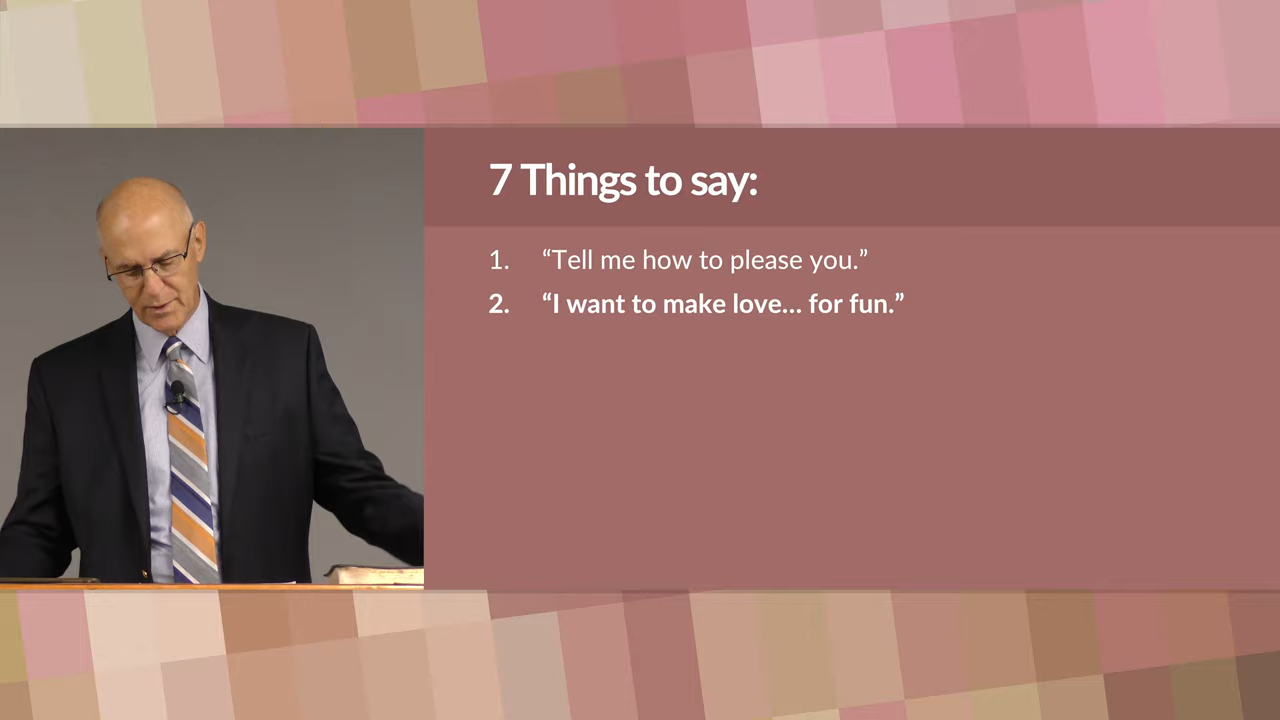 7 Things to say:
1. “Tell me how to please you.”
2. “I want to make love... for fun.”